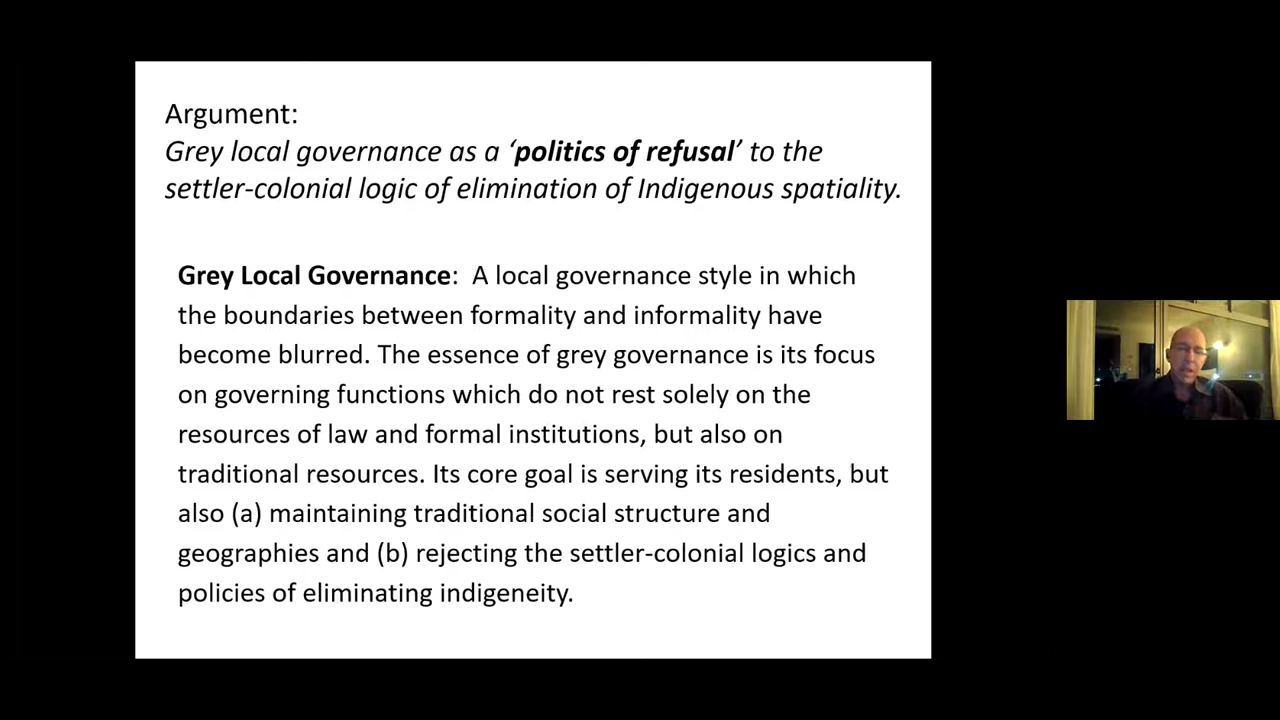 Argument:
Grey local governance as a ‘politics of refusal’ to the
settler-colonial logic of elimination of Indigenous spatiality.
Grey Local Governance:  A local governance style in which
the boundaries between formality and informality have
become blurred. The essence of grey governance is its focus
on governing functions which do not rest solely on the
resources of law and formal institutions, but also on
traditional resources. Its core goal is serving its residents, but
also (a) maintaining traditional social structure and
geographies and (b) rejecting the settler-colonial logics and
policies of eliminating indigeneity.